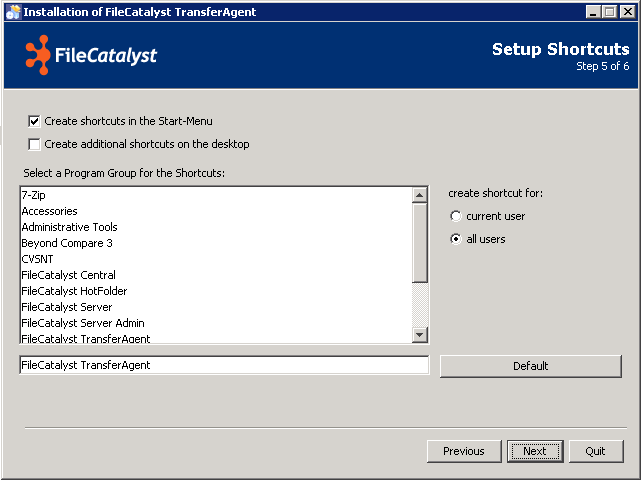 Installation of FileCatalyst TransferAgent
FileCatalyst
Setup Shortcuts
Step 5 of 6
Create shortcuts in the Start-Menu
Create additional shortcuts on the desktop
Select a Program Group for the Shortcuts:
7-Zip
Accessories
Administrative Tools
Beyond Compare 3
CVSNT
FileCatalyst Central
FileCatalyst HotFolder
FileCatalyst Server
FileCatalyst Server Admin
FileCatalyst TransferAgent
create shortcut for:
current user
all users
FileCatalyst TransferAgent
Default
Previous
Next
Quit